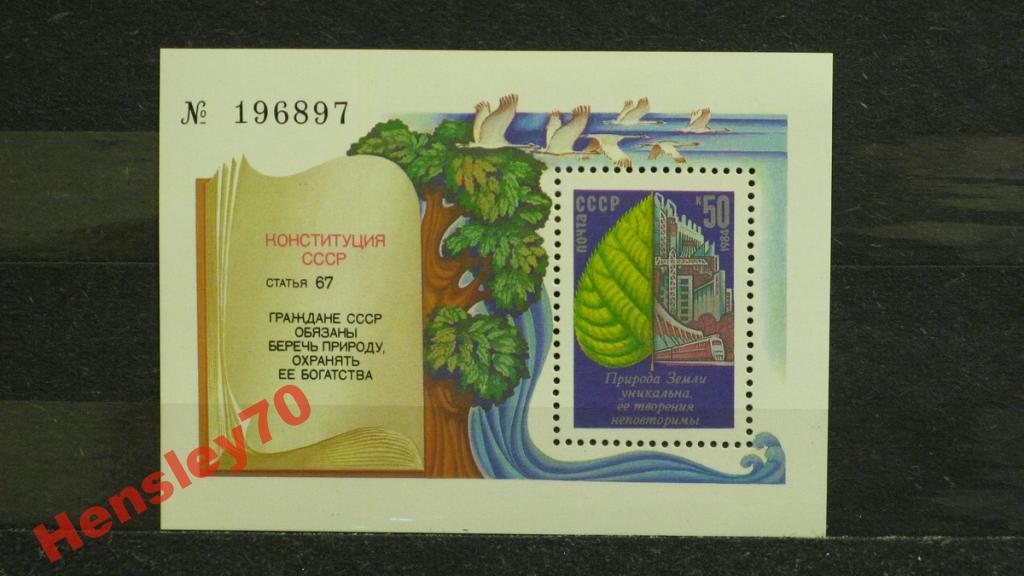 № 196897
КОНСТИТУЦИЯ
СССР
СТАТЬЯ 67
ГРАЖДАНЕ СССР
ОБЯЗАНЫ
БЕРЕЧЬ ПРИРОДУ,
ОХРАНЯТЬ
ЕЕ БОГАТСТВА
почта
СССР
К 50
1984
Природа Земли
уникальна,
ее творения
неповторимы
Hensley70